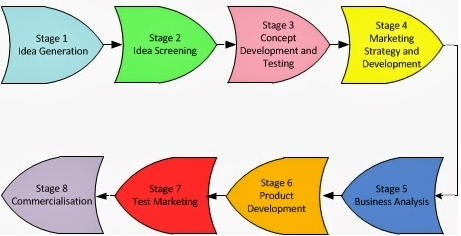 Stage 1
Idea Generation
Stage 2
Idea Screening
Stage 3
Concept
Development and
Testing
Stage 4
Marketing
Strategy and
Development
Stage 5
Business Analysis
Stage 6
Product
Development
Stage 7
Test Marketing
Stage 8
Commercialisation